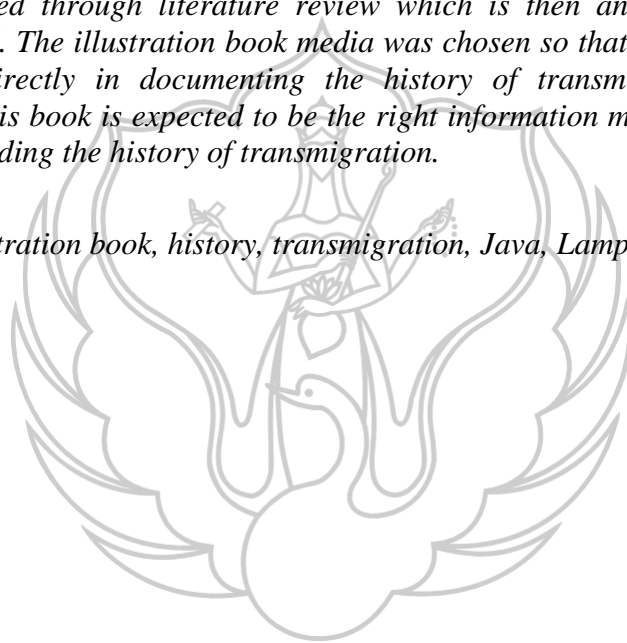 ed through literature review which is then an
. The illustration book media was chosen so that
irectly in documenting the history of transm
is book is expected to be the right information m
ding the history of transmigration.
tration book, history, transmigration, Java, Lamp